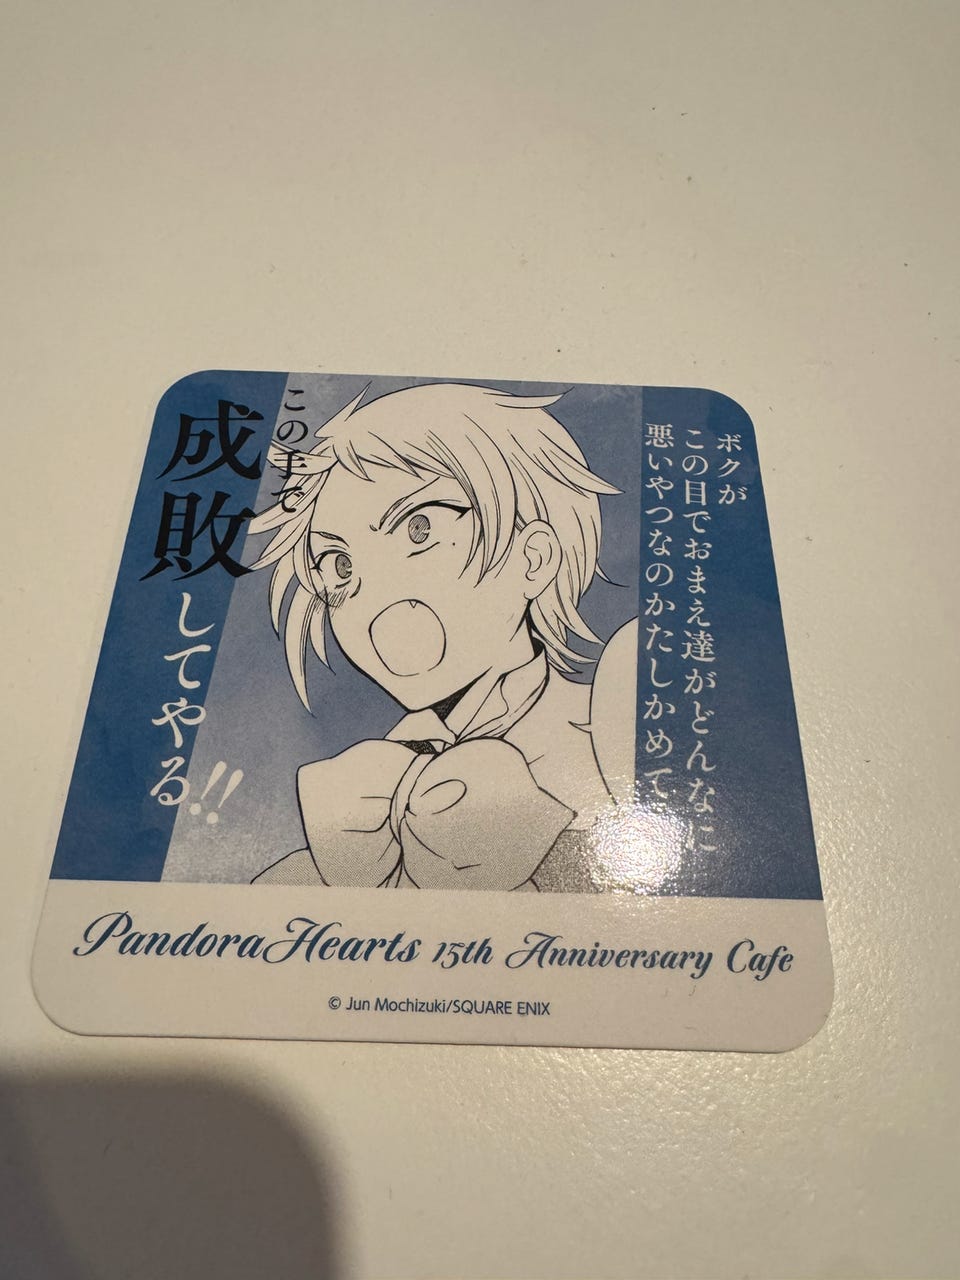 ボクが
この目でおまえ達がどんなに
悪いやつなのかたしかめて
この手で
成敗
してやる!!
PandoraHearts 15th Anniversary Cafe
© Jun Mochizuki/SQUARE ENIX